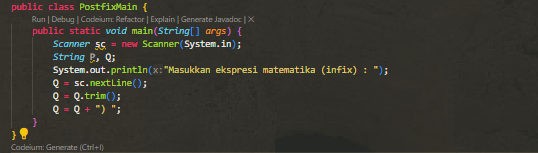 public class PostfixMain {
Run | Debug | Codeium: Refactor | Explain | Generate Javadoc | X
public static void main(String[] args) {
Scanner sc = new Scanner(System.in);
String P, Q;
System.out.println(x:"Masukkan ekspresi matematika (infix) : ");
Q = sc.nextLine();
Q = Q.trim();
Q = Q + ") ";
}
}
Codeium: Generate (Ctrl+I)